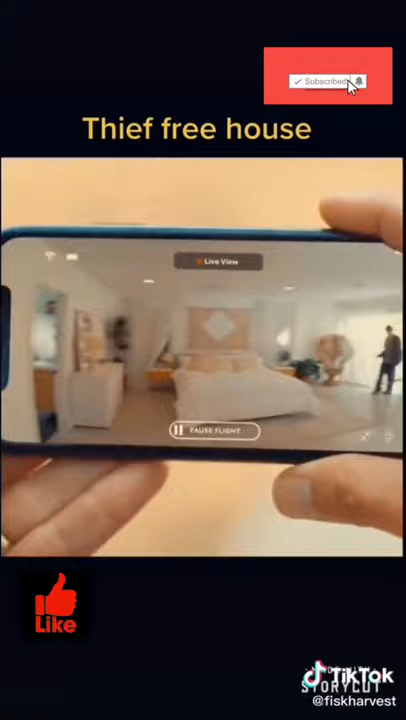 Subscribed
Thief free house
Live View
PAUSE FLIGHT
Like
TikTok
STORYCUT
@fiskharvest